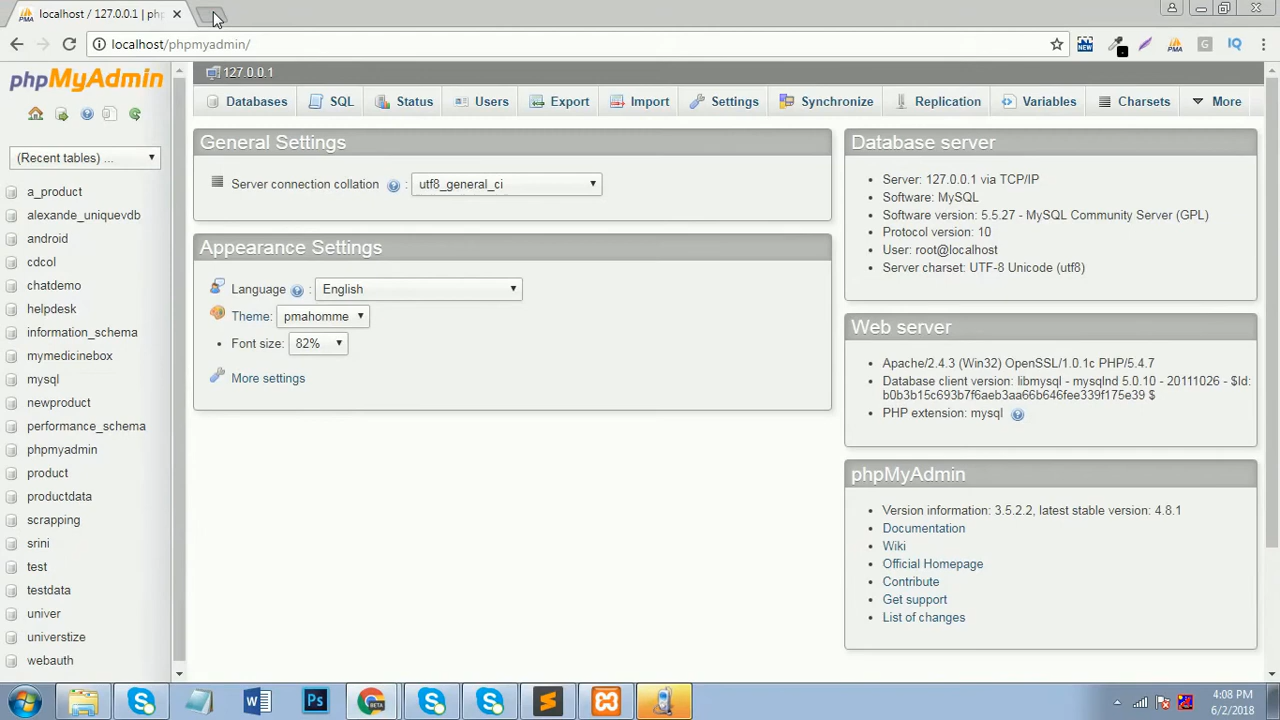 localhost / 127.0.0.1 | php
localhost/phpmyadmin/
NEW
PMA
G
IQ
phpMyAdmin
(Recent tables) ...
a_product
alexande_uniquevdb
android
cdcol
chatdemo
helpdesk
information_schema
mymedicinebox
mysql
newproduct
performance_schema
phpmyadmin
product
productdata
scrapping
srini
test
testdata
univer
universtize
webauth
127.0.0.1
Databases
SQL
Status
Users
Export
Import
Settings
Synchronize
Replication
Variables
Charsets
More
General Settings
Server connection collation
:
utf8_general_ci
Appearance Settings
Language
:
English
Theme:
pmahomme
• Font size:
82%
More settings
Database server
• Server: 127.0.0.1 via TCP/IP
• Software: MySQL
• Software version: 5.5.27 - MySQL Community Server (GPL)
• Protocol version: 10
• User: root@localhost
• Server charset: UTF-8 Unicode (utf8)
Web server
• Apache/2.4.3 (Win32) OpenSSL/1.0.1c PHP/5.4.7
• Database client version: libmysql - mysqlnd 5.0.10 - 20111026 - $Id:
b0b3b15c693b7f6aeb3aa66b646fee339f175e39 $
• PHP extension: mysql
phpMyAdmin
• Version information: 3.5.2.2, latest stable version: 4.8.1
• Documentation
• Wiki
• Official Homepage
• Contribute
• Get support
• List of changes
Ps
BETA
4:08 PM
6/2/2018